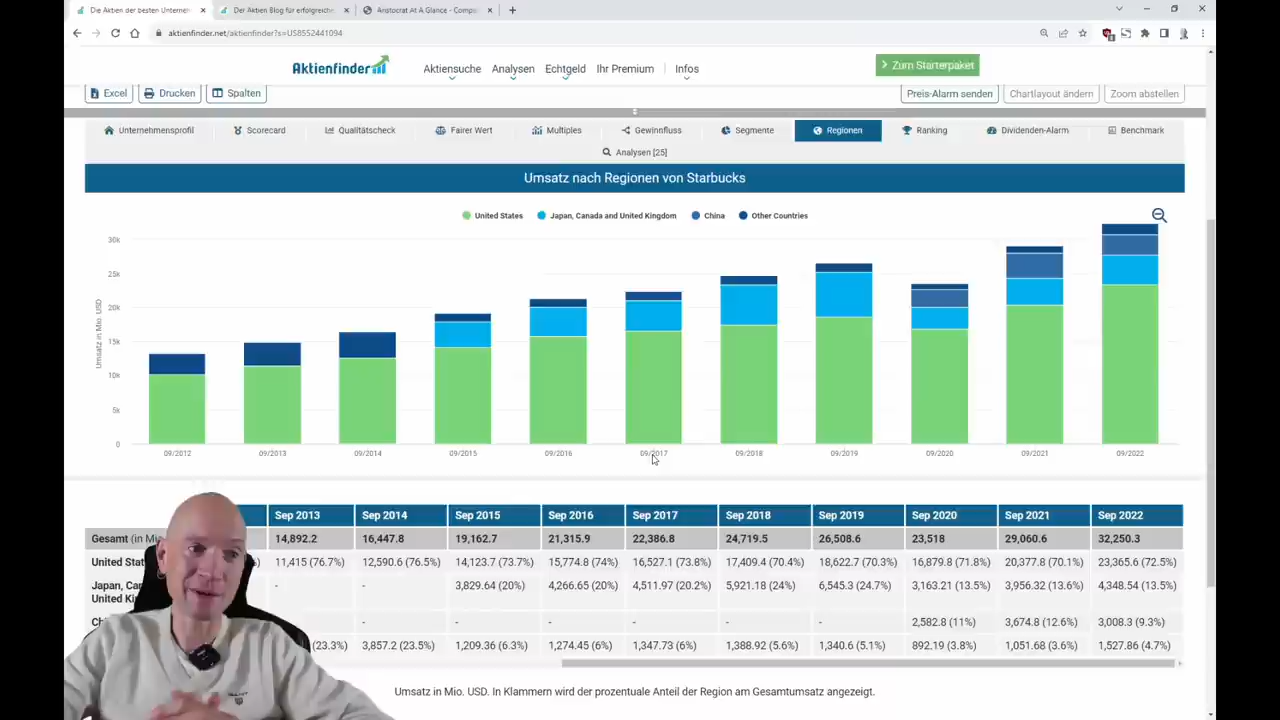 Die Aktien der besten Unterneh
Der Aktien Blog für erfolgreiche
Aristocrat At A Glance - Compa
aktienfinder.net/aktienfinder?s=US8552441094
Aktienfinder
Aktiensuche
Analysen
Echtgeld
Ihr Premium
Infos
Zum Starterpaket
Excel
Drucken
Spalten
Preis-Alarm senden
Chartlayout ändern
Zoom abstellen
Unternehmensprofil
Scorecard
Qualitätscheck
Fairer Wert
Multiples
Gewinnfluss
Segmente
Regionen
Ranking
Dividenden-Alarm
Benchmark
Analysen [25]
Umsatz nach Regionen von Starbucks
United States
Japan, Canada and United Kingdom
China
Other Countries
Umsatz in Mio. USD
30k
25k
20k
15k
10k
5k
0
09/2012
09/2013
09/2014
09/2015
09/2016
09/2017
09/2018
09/2019
09/2020
09/2021
09/2022
Sep 2013 Sep 2014 Sep 2015 Sep 2016 Sep 2017 Sep 2018 Sep 2019 Sep 2020 Sep 2021 Sep 2022
Gesamt (in Mio 14,892.2 16,447.8 19,162.7 21,315.9 22,386.8 24,719.5 26,508.6 23,518 29,060.6 32,250.3
United Stat %) 11,415 (76.7%) 12,590.6 (76.5%) 14,123.7 (73.7%) 15,774.8 (74%) 16,527.1 (73.8%) 17,409.4 (70.4%) 18,622.7 (70.3%) 16,879.8 (71.8%) 20,377.8 (70.1%) 23,365.6 (72.5%)
Japan, Ca - - 3,829.64 (20%) 4,266.65 (20%) 4,511.97 (20.2%) 5,921.18 (24%) 6,545.3 (24.7%) 3,163.21 (13.5%) 3,956.32 (13.6%) 4,348.54 (13.5%)
United Ki
Ch - - - - - - - 2,582.8 (11%) 3,674.8 (12.6%) 3,008.3 (9.3%)
(23.3%) 3,857.2 (23.5%) 1,209.36 (6.3%) 1,274.45 (6%) 1,347.73 (6%) 1,388.92 (5.6%) 1,340.6 (5.1%) 892.19 (3.8%) 1,051.68 (3.6%) 1,527.86 (4.7%)
Umsatz in Mio. USD. In Klammern wird der prozentuale Anteil der Region am Gesamtumsatz angezeigt.